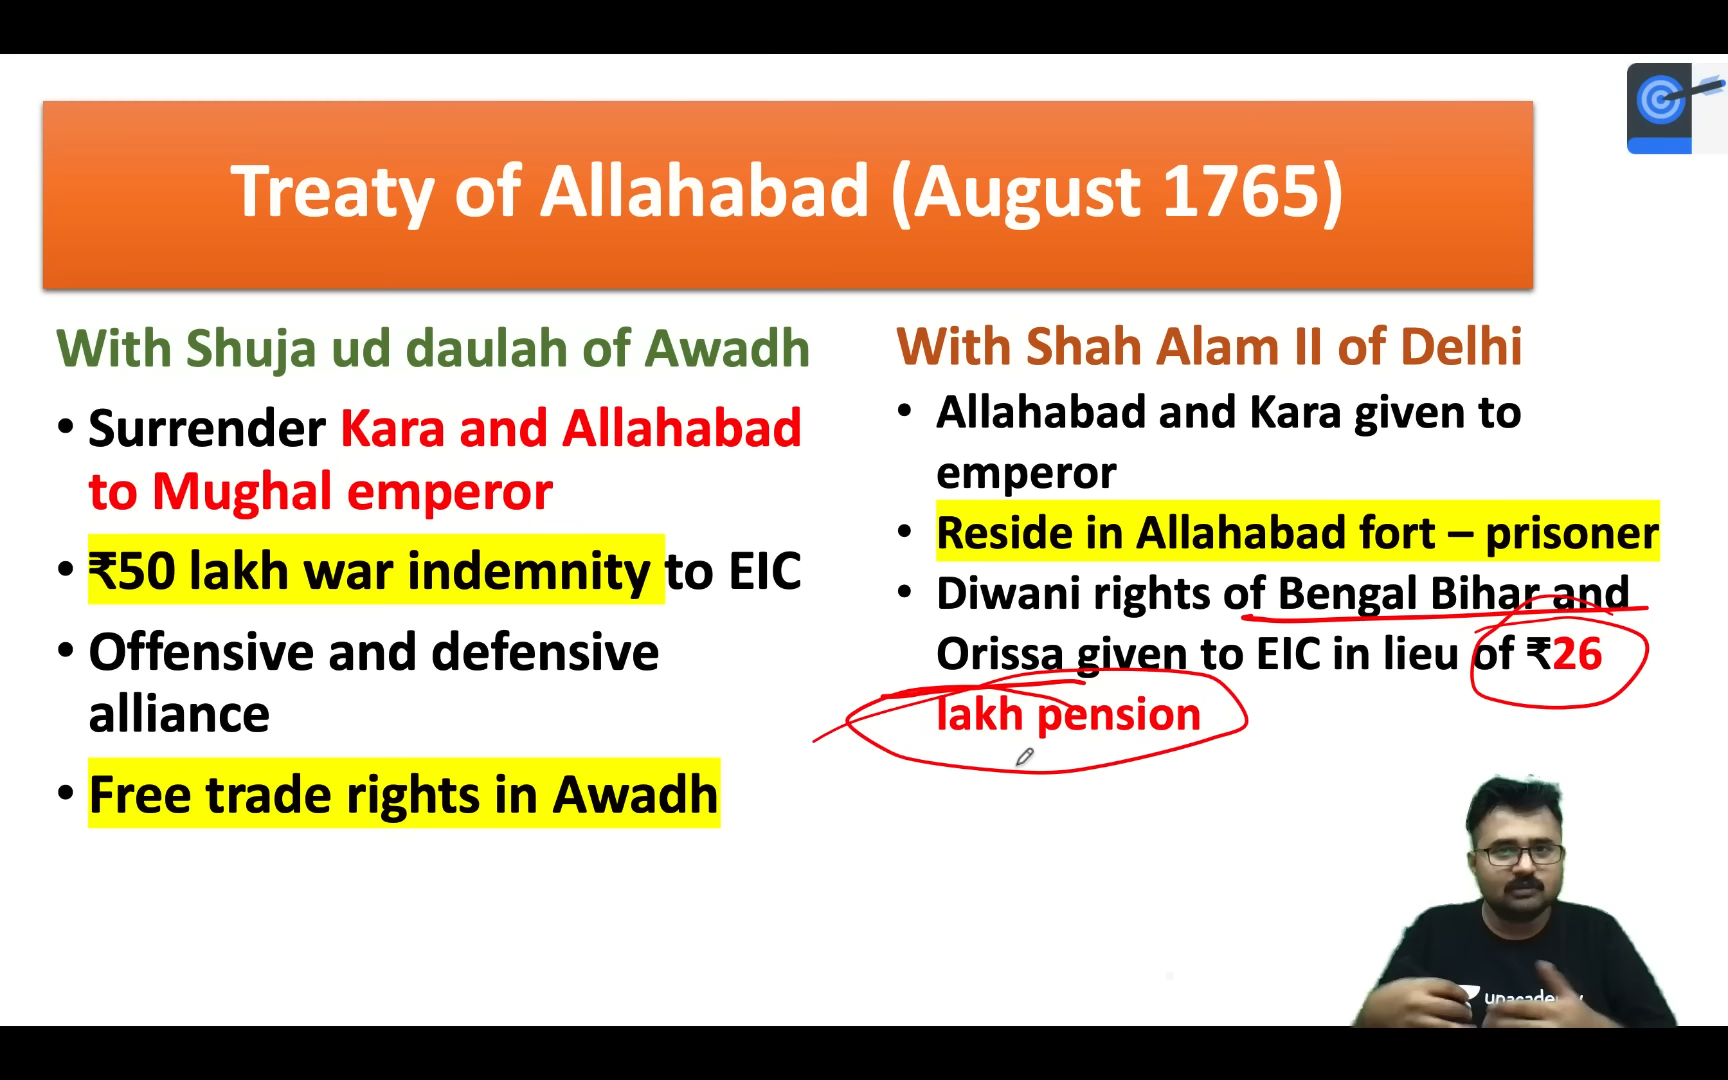 Treaty of Allahabad (August 1765)
With Shuja ud daulah of Awadh
• Surrender Kara and Allahabad
to Mughal emperor
• ₹50 lakh war indemnity to EIC
• Offensive and defensive
alliance
• Free trade rights in Awadh
With Shah Alam II of Delhi
• Allahabad and Kara given to
emperor
• Reside in Allahabad fort – prisoner
• Diwani rights of Bengal Bihar and
Orissa given to EIC in lieu of ₹26
lakh pension
unacademy